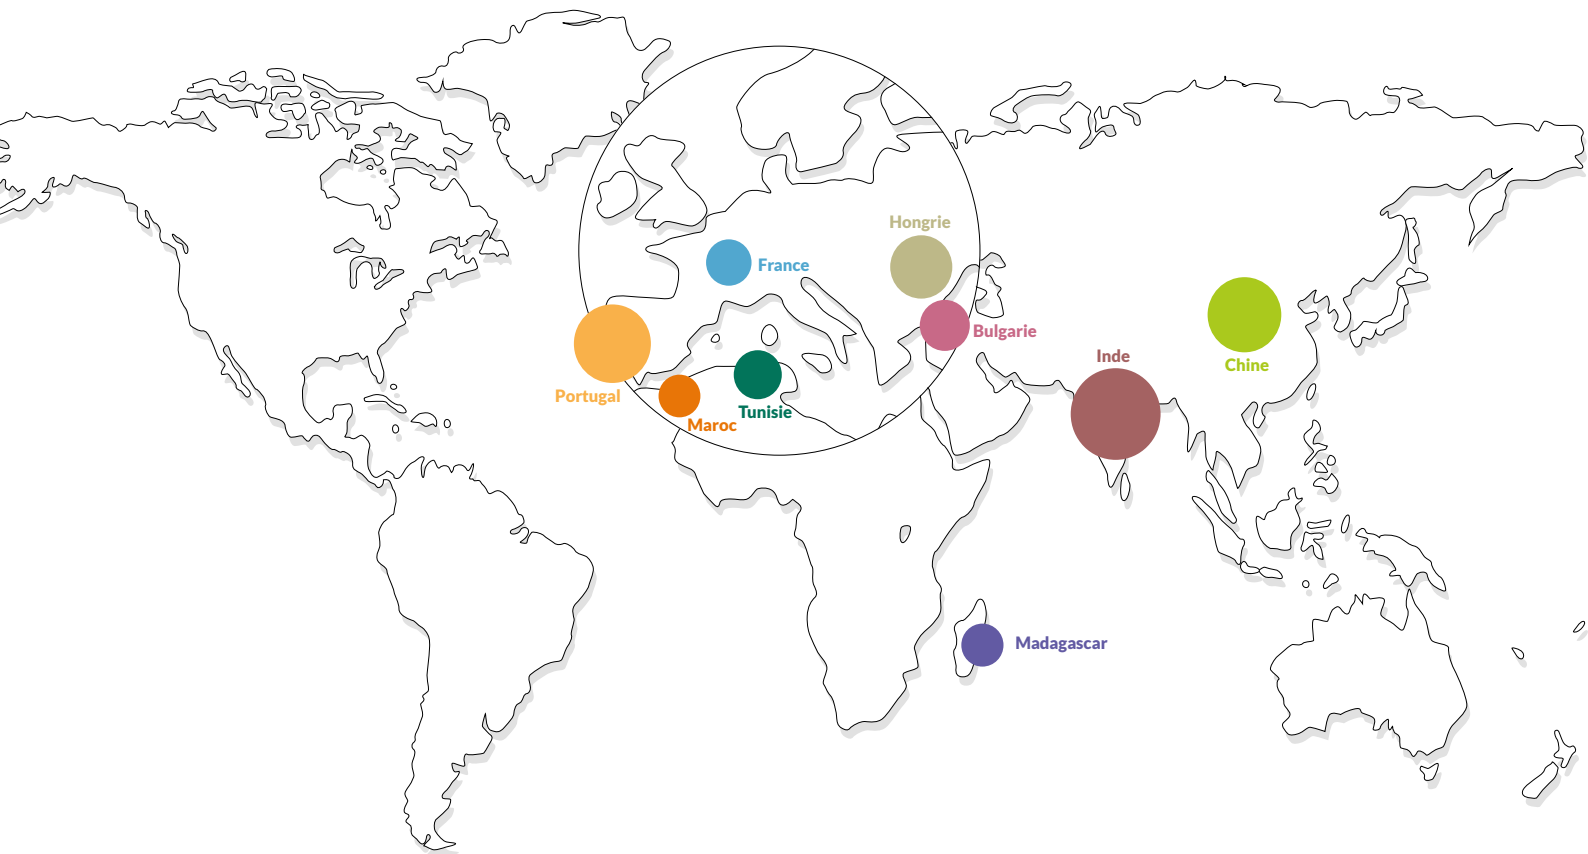 Hongrie
France
Bulgarie
Inde
Chine
Portugal
Tunisie
Maroc
Madagascar